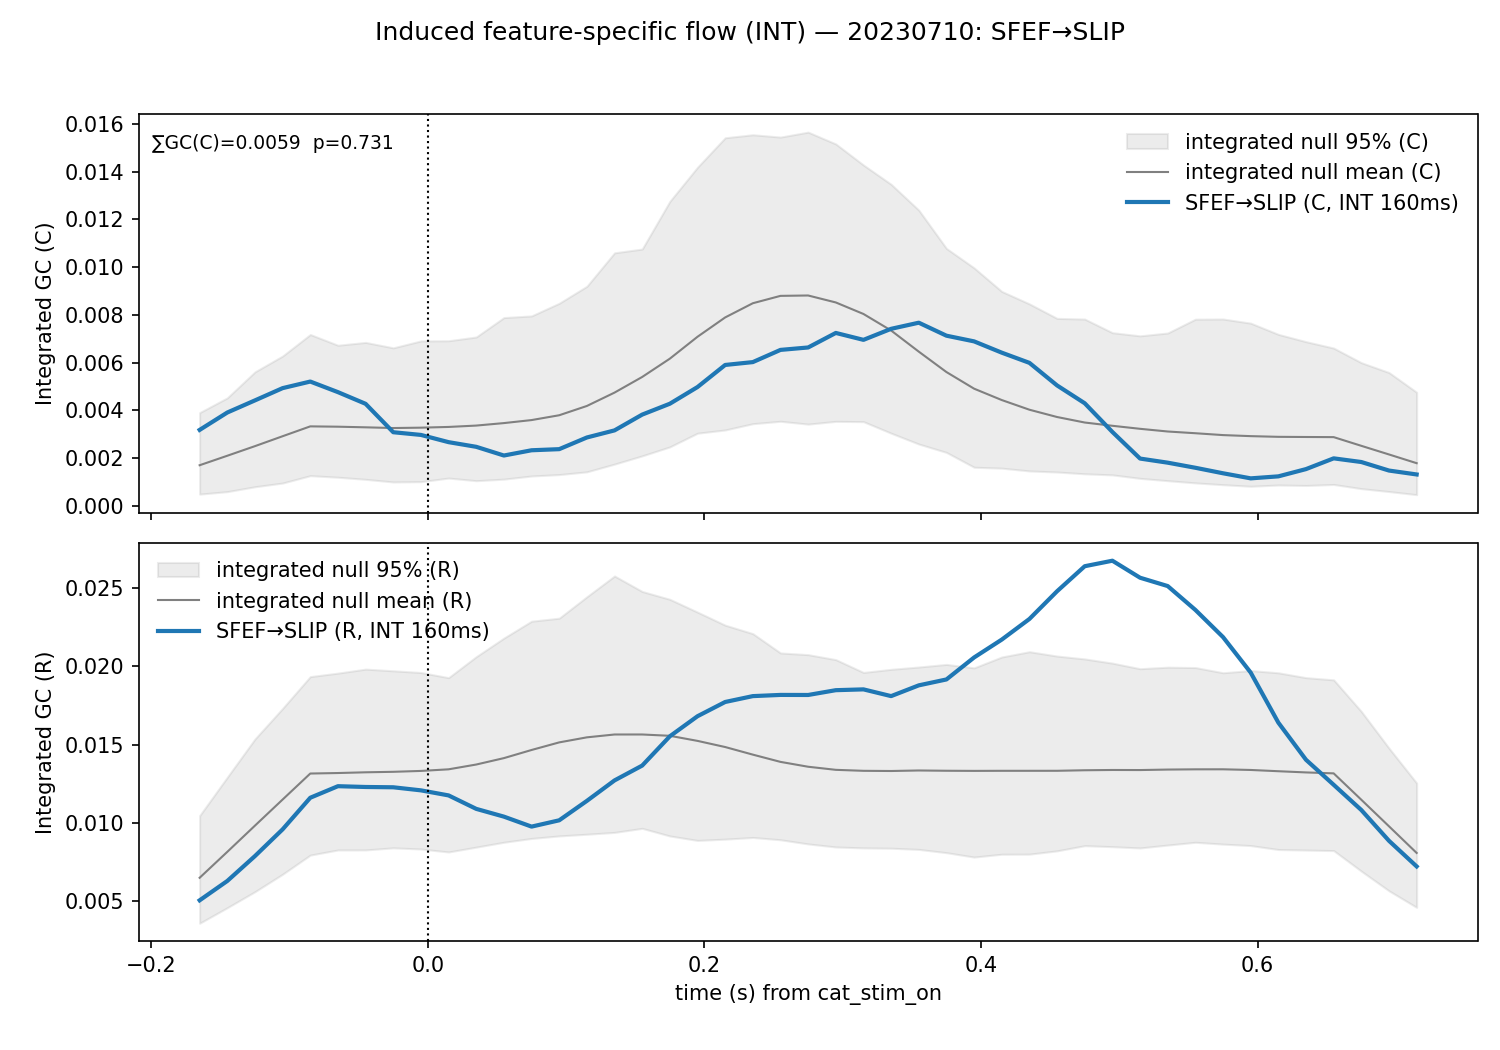 Induced feature-specific flow (INT) — 20230710: SFEF→SLIP
∑GC(C)=0.0059  p=0.731
integrated null 95% (C)
integrated null mean (C)
SFEF→SLIP (C, INT 160ms)
Integrated GC (C)
0.016
0.014
0.012
0.010
0.008
0.006
0.004
0.002
0.000
integrated null 95% (R)
integrated null mean (R)
SFEF→SLIP (R, INT 160ms)
Integrated GC (R)
0.025
0.020
0.015
0.010
0.005
−0.2 0.0 0.2 0.4 0.6
time (s) from cat_stim_on